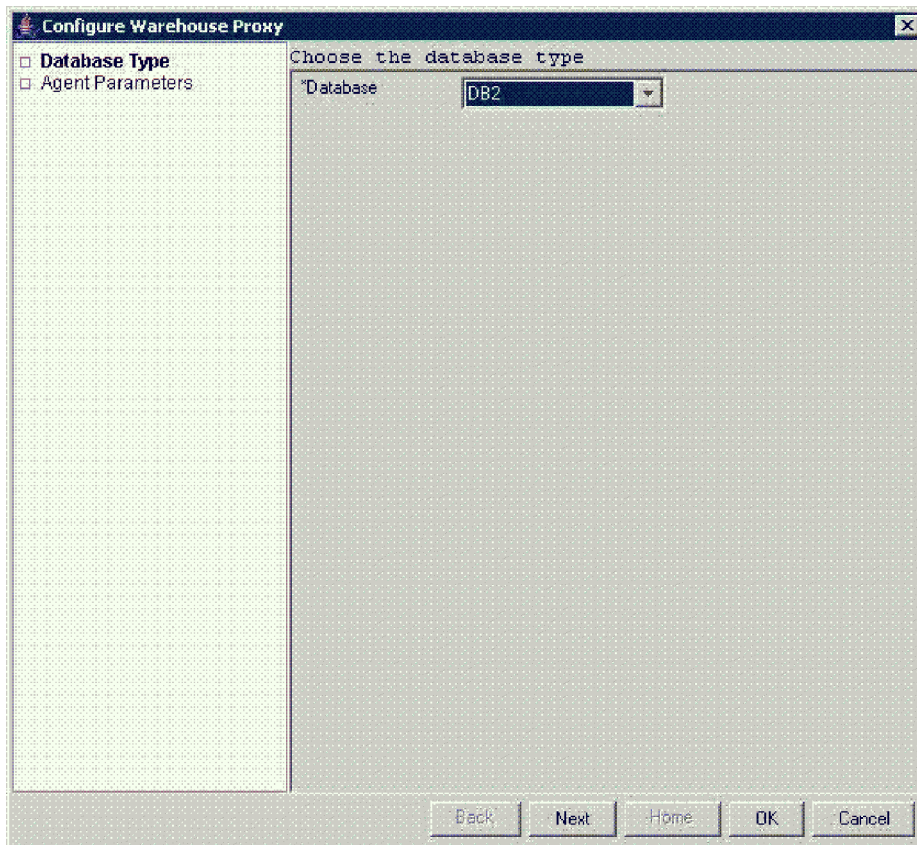 Configure Warehouse Proxy
Database Type
Agent Parameters
Choose the database type
*Database
DB2
Back
Next
Home
OK
Cancel